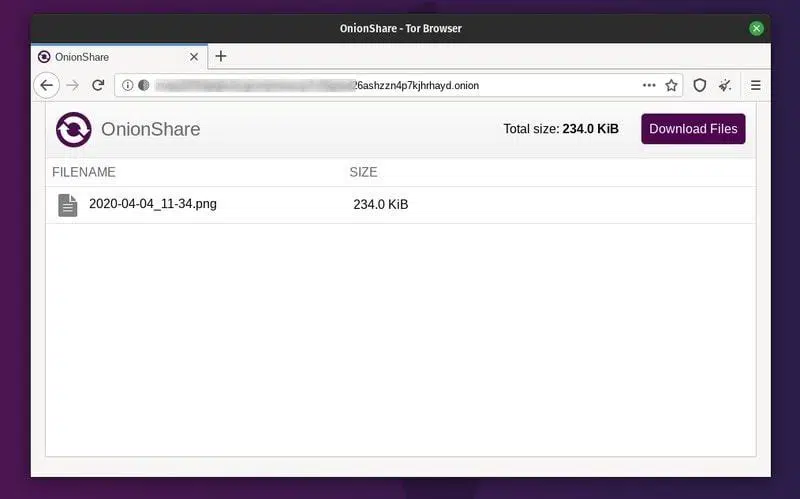 OnionShare - Tor Browser
OnionShare
26ashzzn4p7kjhrhayd.onion
OnionShare
Total size: 234.0 KiB
Download Files
FILENAME SIZE
2020-04-04_11-34.png 234.0 KiB